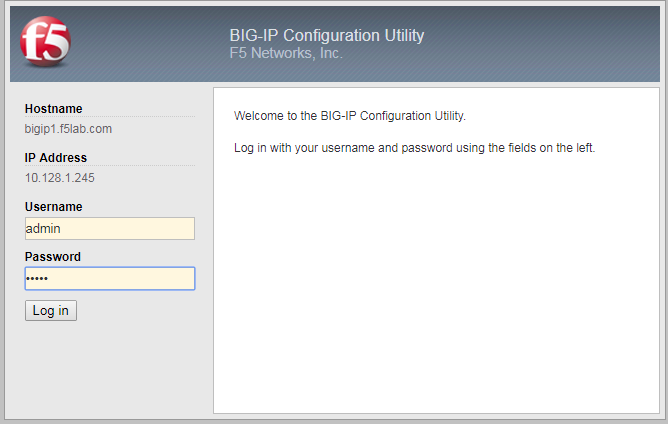 f5
BIG-IP Configuration Utility
F5 Networks, Inc.
Hostname
bigip1.f5lab.com
IP Address
10.128.1.245
Username
admin
Password
•••••
Log in
Welcome to the BIG-IP Configuration Utility.
Log in with your username and password using the fields on the left.